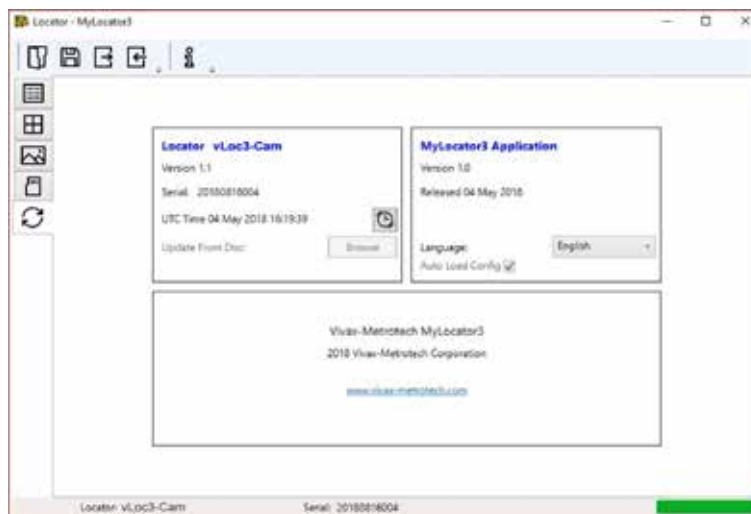 Locator - MyLocator3
Locator vLoc3-Cam
Version 1.1
Serial: 20180816004
UTC Time 04 May 2018 16:19:39
Update From Disc:
Browse
MyLocator3 Application
Version 1.0
Released 04 May 2018
Language:
English
Auto Load Config
Vivax-Metrotech MyLocator3
2018 Vivax-Metrotech Corporation
www.vivax-metrotech.com
Locator: vLoc3-Cam
Serial: 20180816004